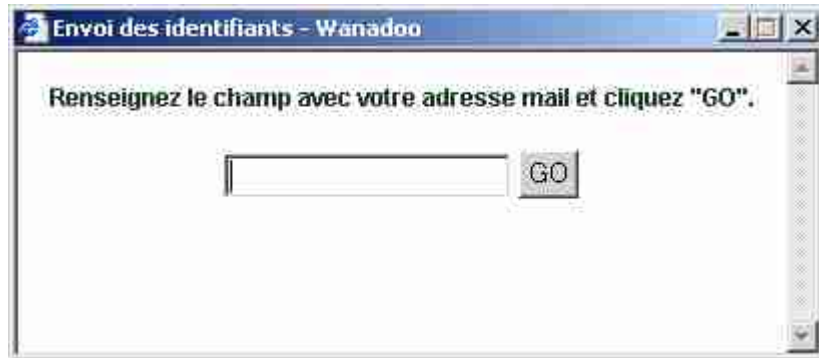 Envoi des identifiants - Wanadoo
Renseignez le champ avec votre adresse mail et cliquez "GO".
GO